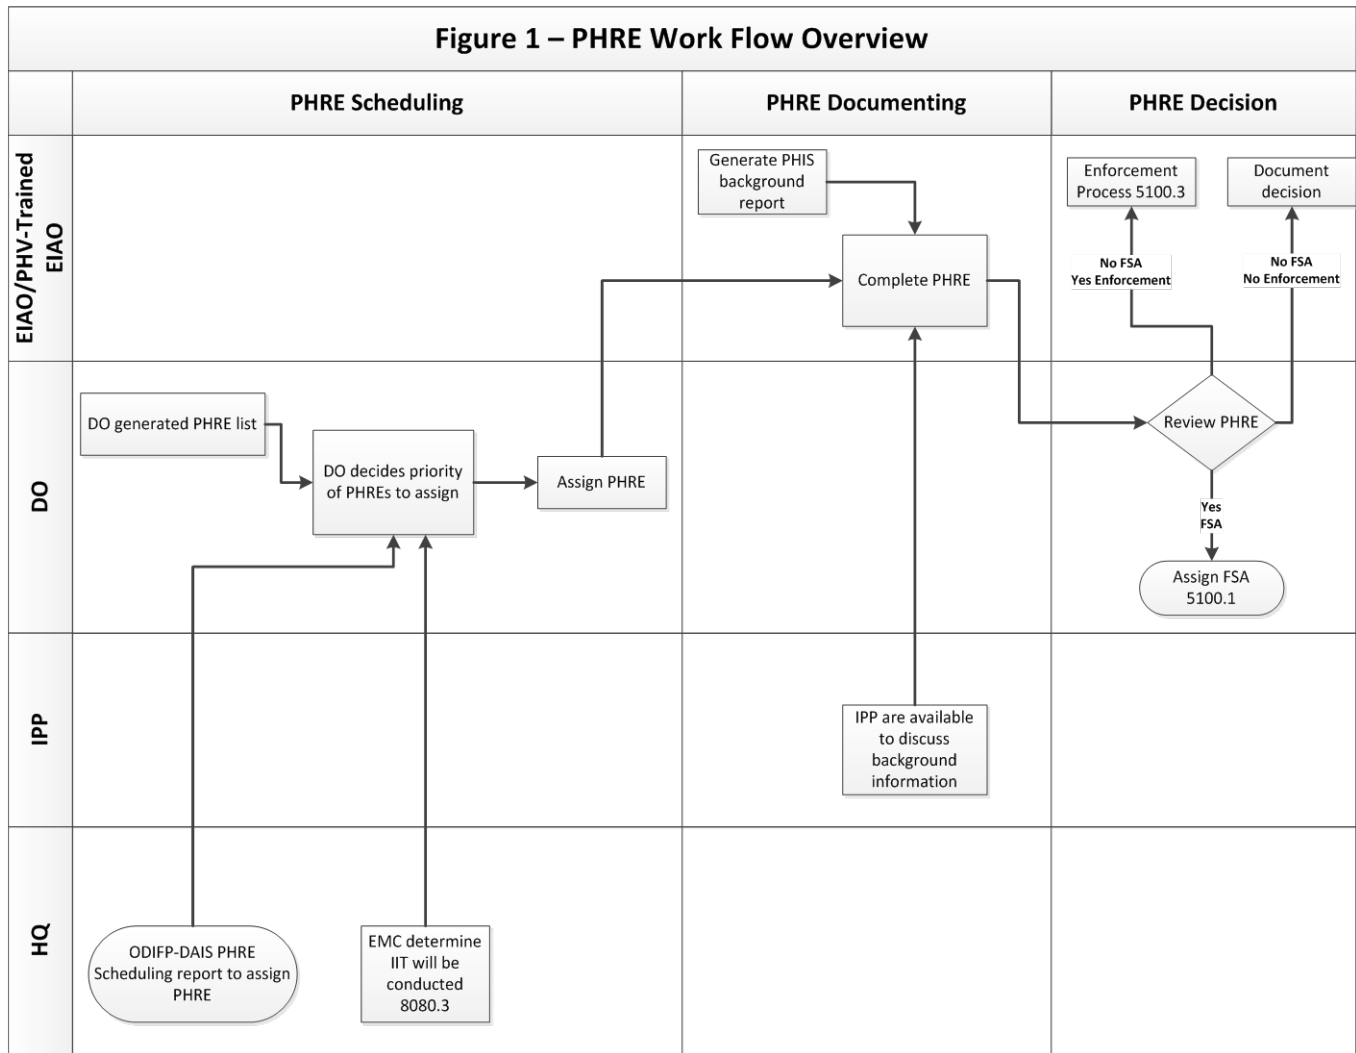 Figure 1 – PHRE Work Flow Overview
PHRE Scheduling
PHRE Documenting
PHRE Decision
EIAO/PHV-Trained
EIAO
Generate PHIS
background
report
Complete PHRE
Enforcement
Process 5100.3
Document
decision
No FSA
Yes Enforcement
No FSA
No Enforcement
DO
DO generated PHRE list
DO decides priority
of PHREs to assign
Assign PHRE
Review PHRE
Yes
FSA
Assign FSA
5100.1
IPP
IPP are available
to discuss
background
information
HQ
ODIFP-DAIS PHRE
Scheduling report to assign
PHRE
EMC determine
IIT will be
conducted
8080.3